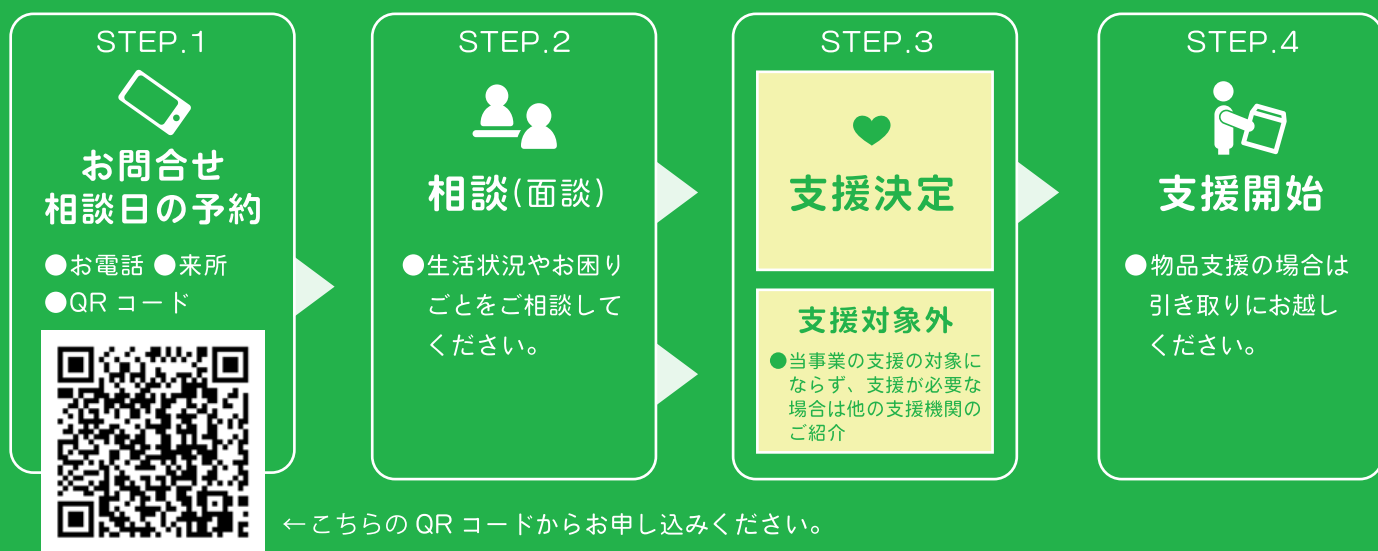 STEP.1
お問合せ
相談日の予約
●お電話 ●来所
●QR コード
STEP.2
相談(面談)
●生活状況やお困り
ごとをご相談して
ください。
STEP.3
支援決定
支援対象外
●当事業の支援の対象に
ならず、支援が必要な
場合は他の支援機関の
ご紹介
STEP.4
支援開始
●物品支援の場合は
引き取りにお越し
ください。
←こちらの QR コードからお申し込みください。